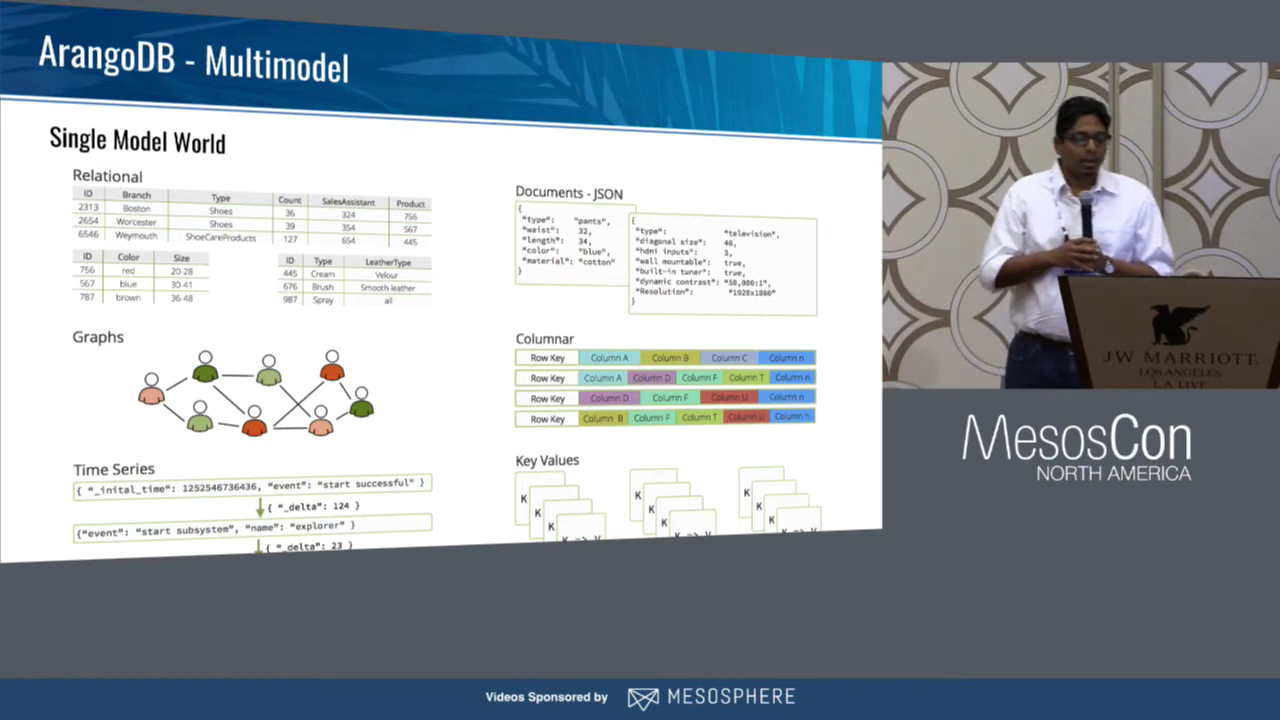 ArangoDB - Multimodel
Single Model World
Relational
ID Branch Type Count SalesAssistant Product
2313 Boston Shoes 36 324 756
2654 Worcester Shoes 39 354 567
6546 Weymouth ShoeCareProducts 127 654 445
ID Color Size
756 red 20-28
567 blue 30-41
787 brown 36-48
ID Type LeatherType
445 Cream Velour
676 Brush Smooth leather
987 Spray all
Graphs
Time Series
{ "_inital_time": 1252546736436, "event": "start successful" }
{ "_delta": 124 }
{"event": "start subsystem", "name": "explorer" }
{ "_delta": 23 }
Documents - JSON
{
"type": "pants",
"waist": 32,
"length": 34,
"color": "blue",
"material": "cotton"
}
{
"type": "television",
"diagonal size": 46,
"hdmi inputs": 3,
"wall mountable": true,
"built-in tuner": true,
"dynamic contrast": "50,000:1",
"Resolution": "1920x1080"
}
Columnar
Row Key Column A Column B Column C Column n
Row Key Column A Column D Column F Column T Column n
Row Key Column D Column F Column U Column n
Row Key Column B Column F Column T Column U Column n
Key Values
K K K
K K K
K K K
K => V K => V K => V
JW MARRIOTT
LOS ANGELES
L.A. LIVE
MesosCon
NORTH AMERICA
Videos Sponsored by MESOSPHERE